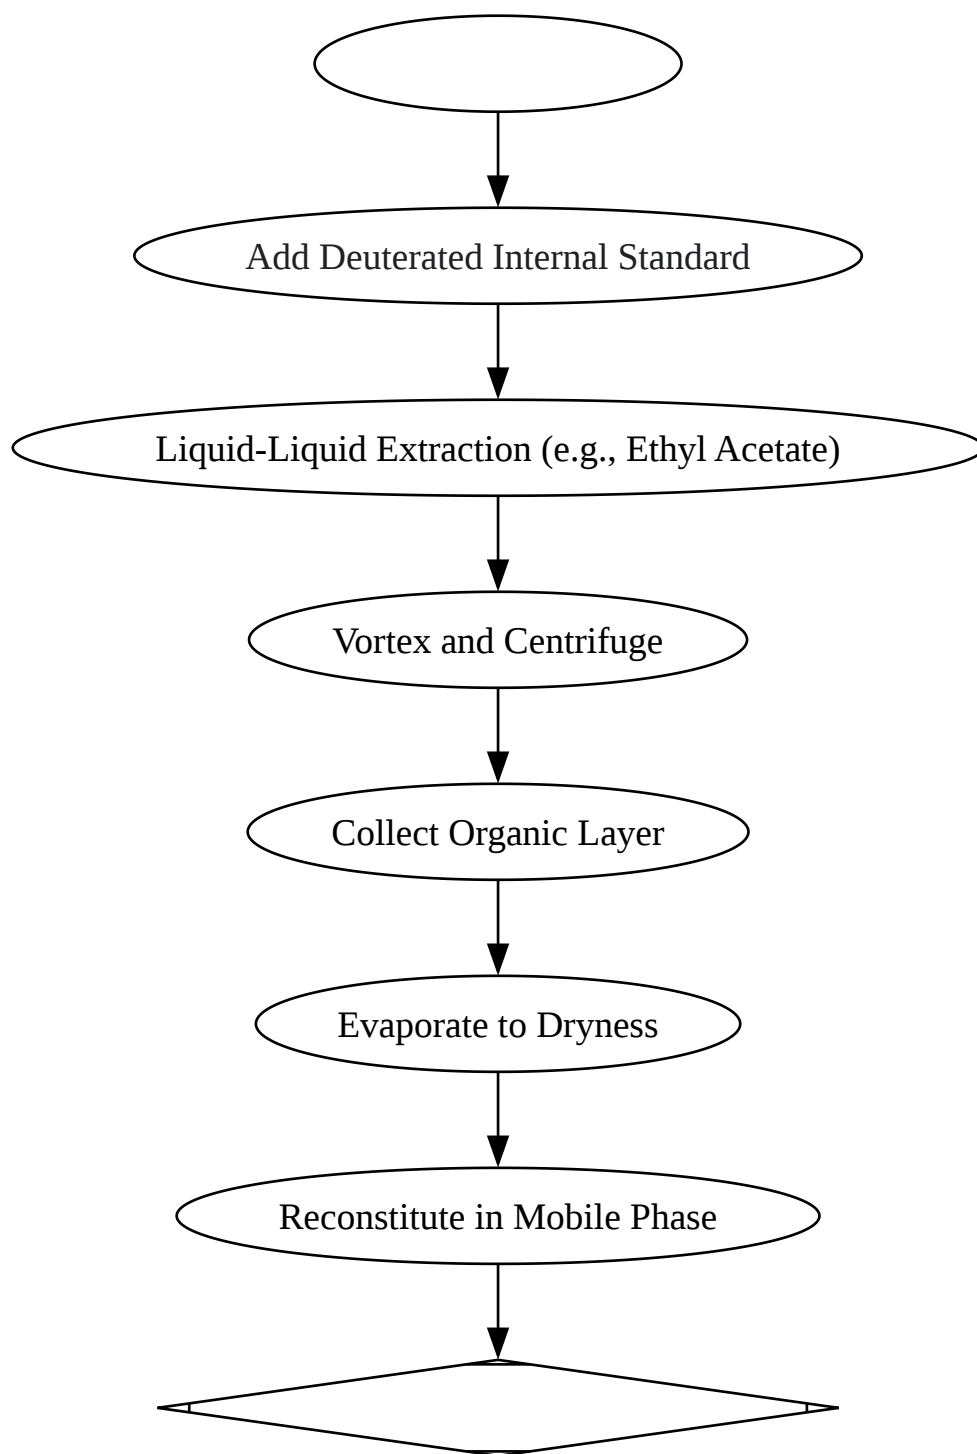 Add Deuterated Internal Standard
Liquid-Liquid Extraction (e.g., Ethyl Acetate)
Vortex and Centrifuge
Collect Organic Layer
Evaporate to Dryness
Reconstitute in Mobile Phase